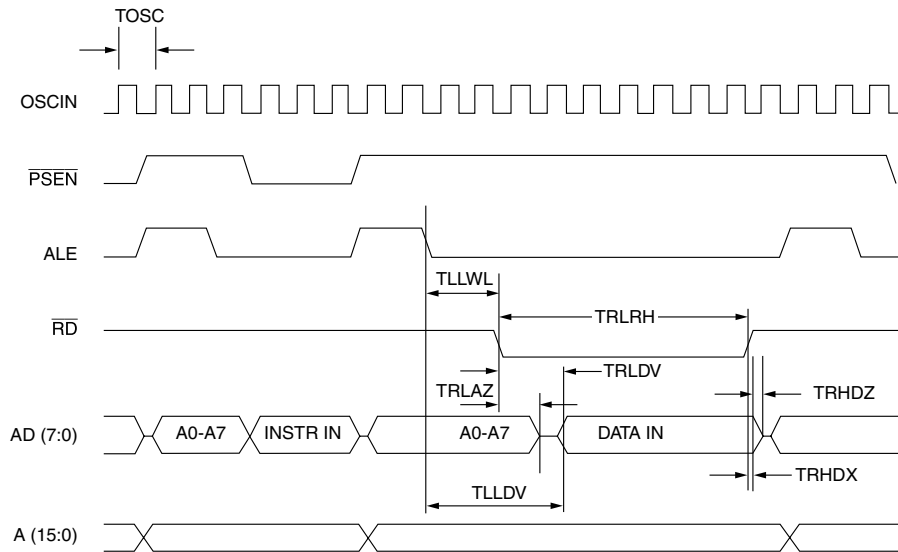 TOSC
OSCIN
PSEN
ALE
TLLWL
TRLRH
RD
TRLDV
TRLAZ
TRHDZ
AD (7:0)
A0-A7
INSTR IN
A0-A7
DATA IN
TRHDX
TLLDV
A (15:0)